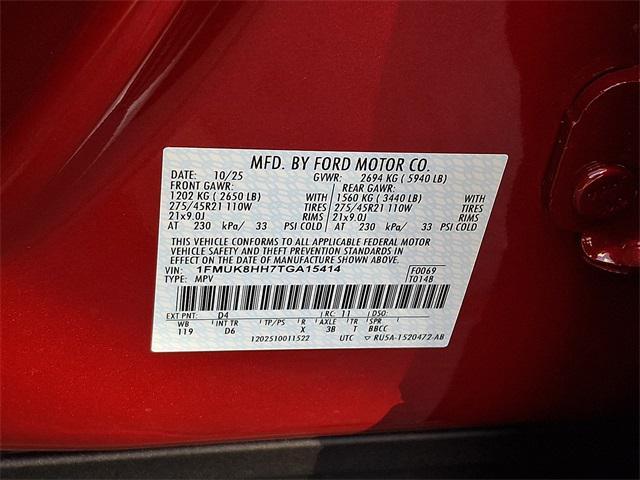 MFD. BY FORD MOTOR CO.
DATE: 10/25 GVWR: 2694 KG ( 5940 LB)
FRONT GAWR: REAR GAWR:
1202 KG ( 2650 LB) WITH 1560 KG ( 3440 LB) WITH
275/45R21 110W TIRES 275/45R21 110W TIRES
21x9.0J RIMS 21x9.0J RIMS
AT 230 kPa/ 33 PSI COLD AT 230 kPa/ 33 PSI COLD
THIS VEHICLE CONFORMS TO ALL APPLICABLE FEDERAL MOTOR
VEHICLE SAFETY AND THEFT PREVENTION STANDARDS IN
EFFECT ON THE DATE OF MANUFACTURE SHOWN ABOVE.
VIN: 1FMUK8HH7TGA15414 F0069
TYPE: MPV T014B
EXT PNT: D4 RC: 11 DSO:
WB INT TR TP/PS R AXLE TR SPR
119 D6 X 3B T BBCC
1202510011522 UTC ▽ RU5A-1520472-AB